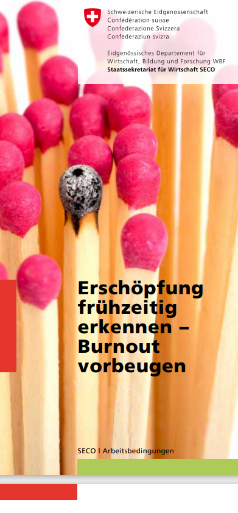 Schweizerische Eidgenossenschaft
Confédération suisse
Confederazione Svizzera
Confederaziun svizra
Eidgenössisches Departement für
Wirtschaft, Bildung und Forschung WBF
Staatssekretariat für Wirtschaft SECO
Erschöpfung
frühzeitig
erkennen –
Burnout
vorbeugen
SECO | Arbeitsbedingungen